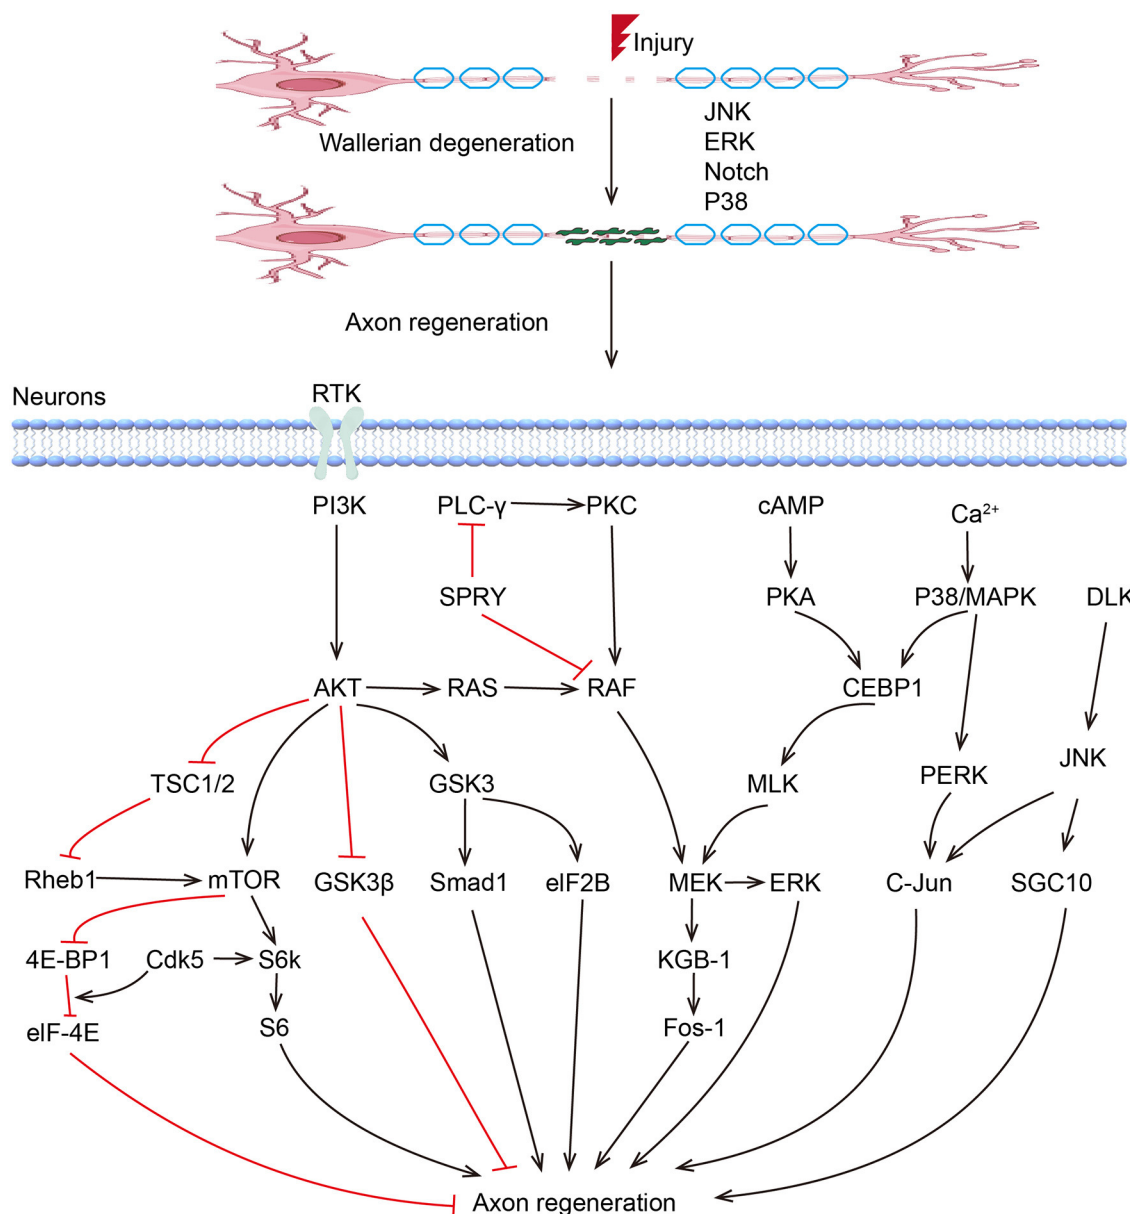 Injury
Wallerian degeneration
JNK
ERK
Notch
P38
Axon regeneration
Neurons
RTK
PI3K
PLC-γ
PKC
cAMP
Ca²⁺
SPRY
PKA
P38/MAPK
DLK
AKT
RAS
RAF
CEBP1
TSC1/2
GSK3
MLK
PERK
JNK
Rheb1
mTOR
GSK3β
Smad1
eIF2B
MEK
ERK
C-Jun
SGC10
4E-BP1
Cdk5
S6k
KGB-1
eIF-4E
S6
Fos-1
Axon regeneration